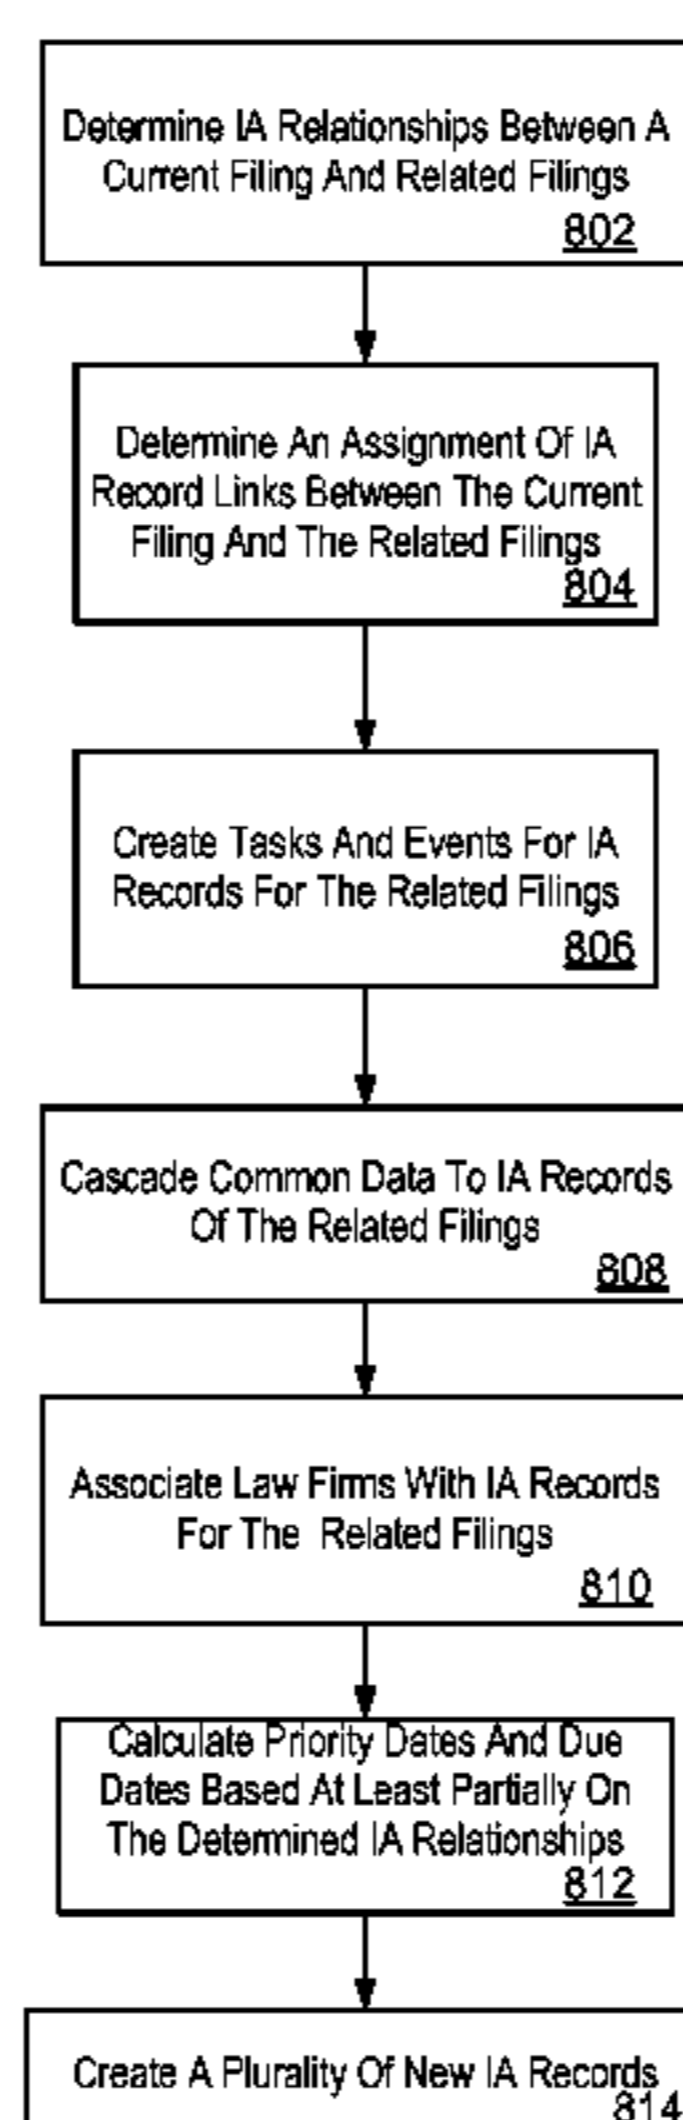 Determine IA Relationships Between A
Current Filing And Related Filings
802
Determine An Assignment Of IA
Record Links Between The Current
Filing And The Related Filings
804
Create Tasks And Events For IA
Records For The Related Filings
806
Cascade Common Data To IA Records
Of The Related Filings
808
Associate Law Firms With IA Records
For The Related Filings
810
Calculate Priority Dates And Due
Dates Based At Least Partially On
The Determined IA Relationships
812
Create A Plurality Of New IA Records
814